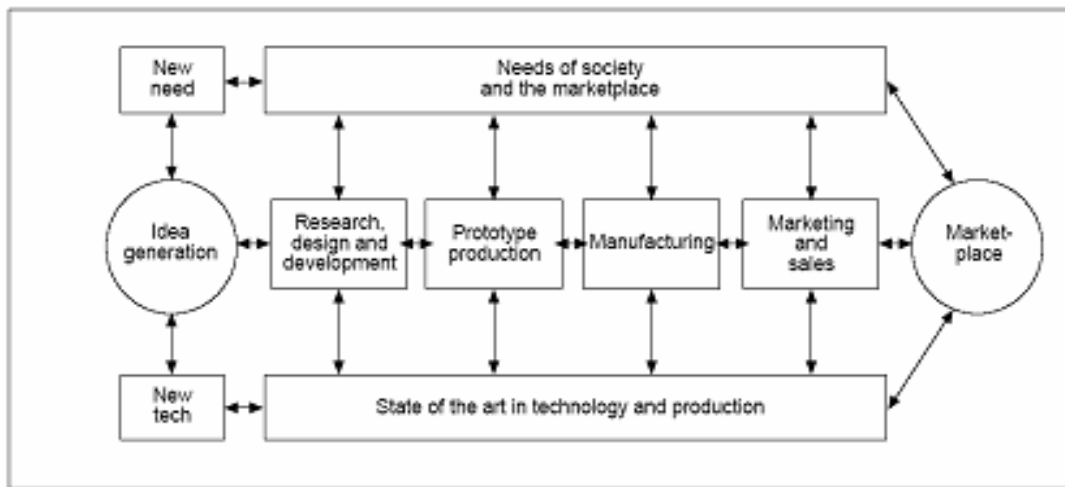 New
need
Needs of society
and the marketplace
Idea
generation
Research,
design and
development
Prototype
production
Manufacturing
Marketing
and
sales
Market-
place
New
tech
State of the art in technology and production